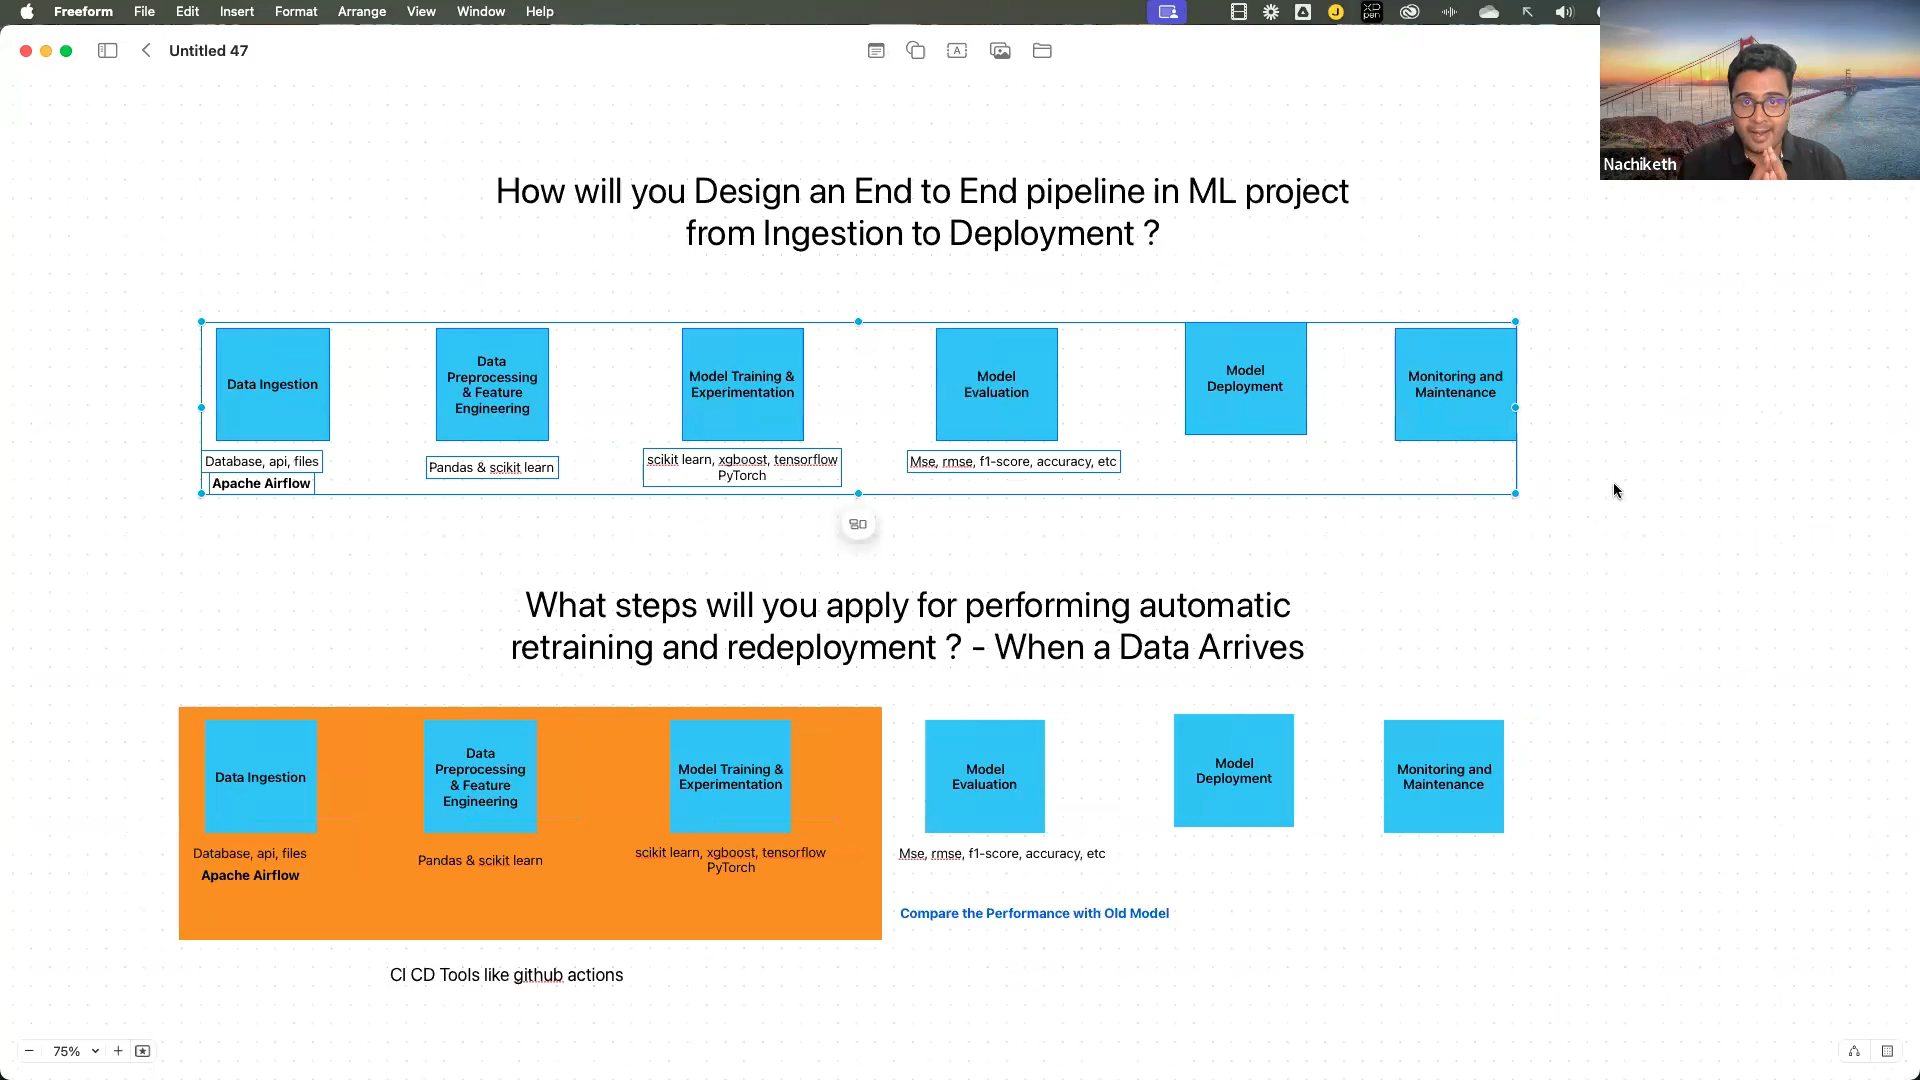 Freeform File Edit Insert Format Arrange View Window Help
Untitled 47
Nachiketh
How will you Design an End to End pipeline in ML project
from Ingestion to Deployment ?
Data Ingestion
Data
Preprocessing
& Feature
Engineering
Model Training &
Experimentation
Model
Evaluation
Model
Deployment
Monitoring and
Maintenance
Database, api, files
Apache Airflow
Pandas & scikit learn
scikit learn, xgboost, tensorflow
PyTorch
Mse, rmse, f1-score, accuracy, etc
What steps will you apply for performing automatic
retraining and redeployment ? - When a Data Arrives
Data Ingestion
Data
Preprocessing
& Feature
Engineering
Model Training &
Experimentation
Model
Evaluation
Model
Deployment
Monitoring and
Maintenance
Database, api, files
Apache Airflow
Pandas & scikit learn
scikit learn, xgboost, tensorflow
PyTorch
Mse, rmse, f1-score, accuracy, etc
Compare the Performance with Old Model
CI CD Tools like github actions
75%